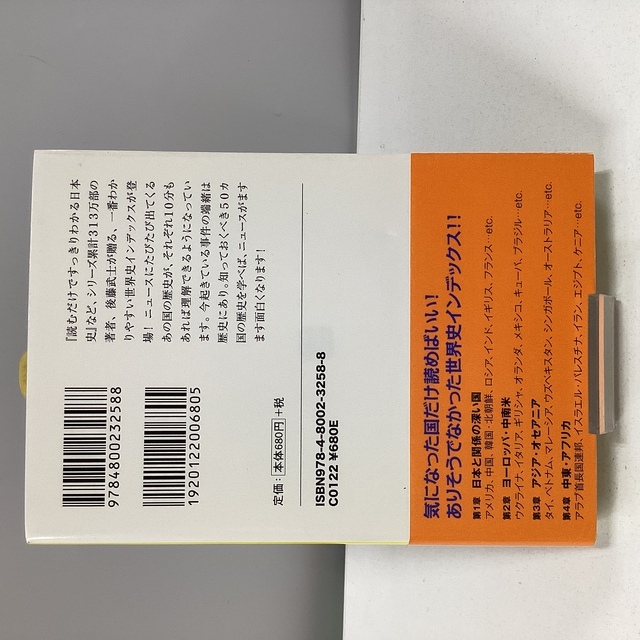 『読むだけですっきりわかる日本
史』など、シリーズ累計313万部の
著者、後藤武士が贈る、一番わか
りやすい世界史インデックスが登
場！ニュースにたびたび出てくる
あの国の歴史が、それぞれ10分も
あれば理解できるようになってい
ます。今起きている事件の端緒は
歴史にあり。知っておくべき50カ
国の歴史を学べば、ニュースがます
ます面白くなります！
9784800232588
1920122006805
定価：本体680円＋税
ISBN978-4-8002-3258-8
C0122 ¥680E
気になった国だけ読めばいい！
ありそうでなかった世界史インデックス！！
第1章 日本と関係の深い国
アメリカ、中国、韓国・北朝鮮、ロシア、インド、イギリス、フランス…etc.
第2章 ヨーロッパ・中南米
ウクライナ、イタリア、ギリシャ、オランダ、メキシコ、キューバ、ブラジル…etc.
第3章 アジア・オセアニア
タイ、ベトナム、マレーシア、ウズベキスタン、シンガポール、オーストラリア…etc.
第4章 中東・アフリカ
アラブ首長国連邦、イスラエル・パレスチナ、イラン、エジプト、ケニア…etc.